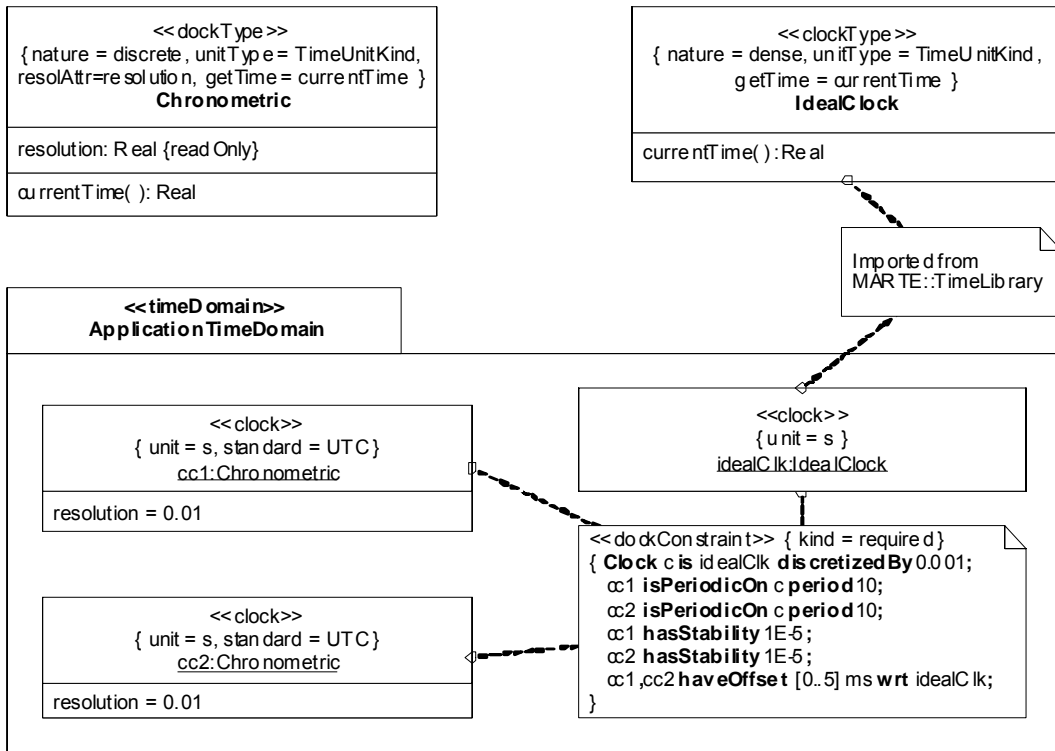 <<clockType>>
{ nature = discrete, unitType = TimeUnitKind,
resolAttr=resolution, getTime = currentTime }
Chronometric
resolution: Real {readOnly}
currentTime( ): Real
<<clockType>>
{ nature = dense, unitType = TimeUnitKind,
getTime = currentTime }
IdealClock
currentTime( ): Real
Imported from
MARTE::TimeLibrary
<<timeDomain>>
ApplicationTimeDomain
<<clock>>
{ unit = s, standard = UTC }
cc1:Chronometric
resolution = 0.01
<<clock>>
{ unit = s }
idealClk:IdealClock
<<clock>>
{ unit = s, standard = UTC }
cc2:Chronometric
resolution = 0.01
<<clockConstraint>> { kind = required }
{ Clock c is idealClk discretizedBy 0.001;
cc1 isPeriodicOn c period 10;
cc2 isPeriodicOn c period 10;
cc1 hasStability 1E-5;
cc2 hasStability 1E-5;
cc1,cc2 haveOffset [0..5] ms wrt idealClk;
}